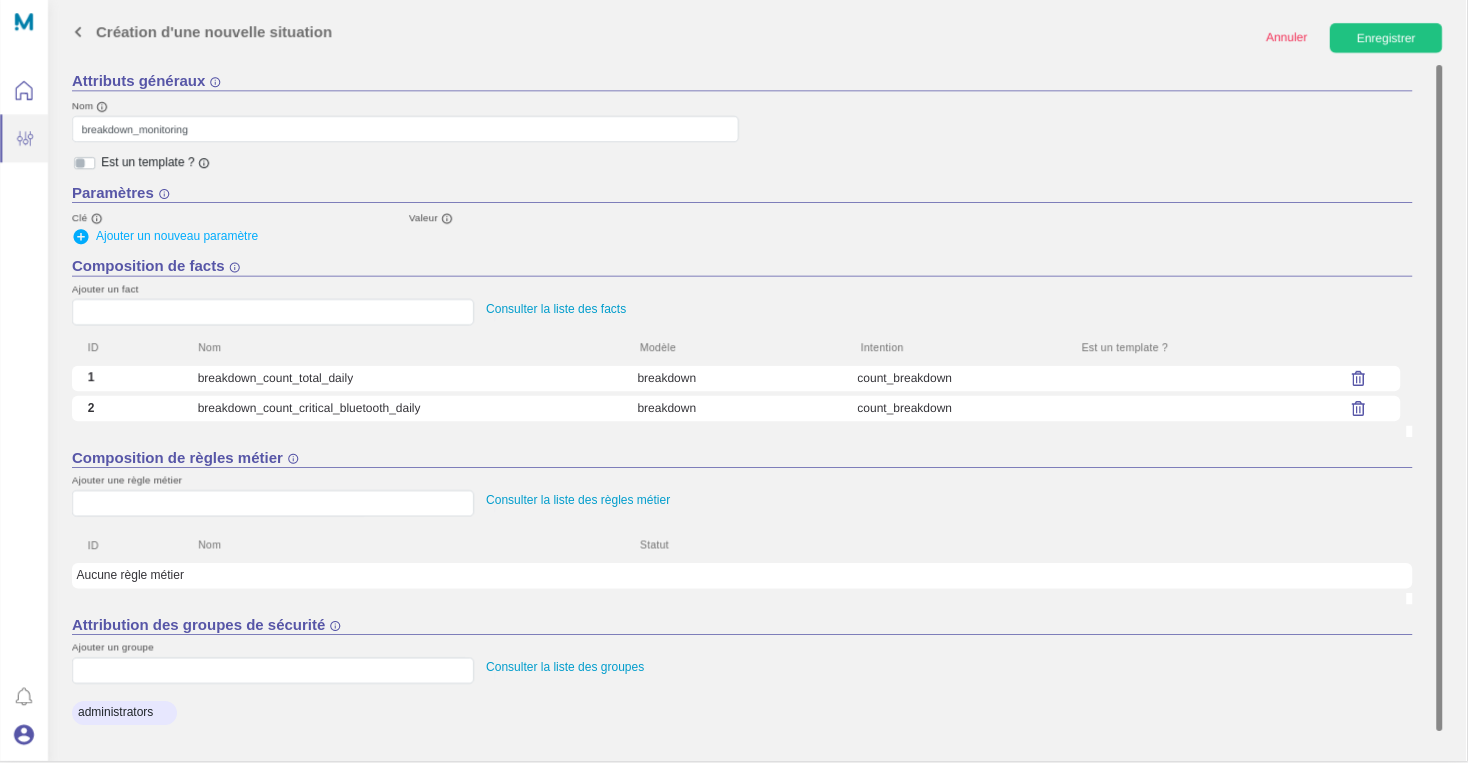 M
Création d'une nouvelle situation
Annuler
Enregistrer
Attributs généraux
Nom
breakdown_monitoring
Est un template ?
Paramètres
Clé Valeur
Ajouter un nouveau paramètre
Composition de facts
Ajouter un fact
Consulter la liste des facts
ID Nom Modèle Intention Est un template ?
1 breakdown_count_total_daily breakdown count_breakdown
2 breakdown_count_critical_bluetooth_daily breakdown count_breakdown
Composition de règles métier
Ajouter une règle métier
Consulter la liste des règles métier
ID Nom Statut
Aucune règle métier
Attribution des groupes de sécurité
Ajouter un groupe
Consulter la liste des groupes
administrators